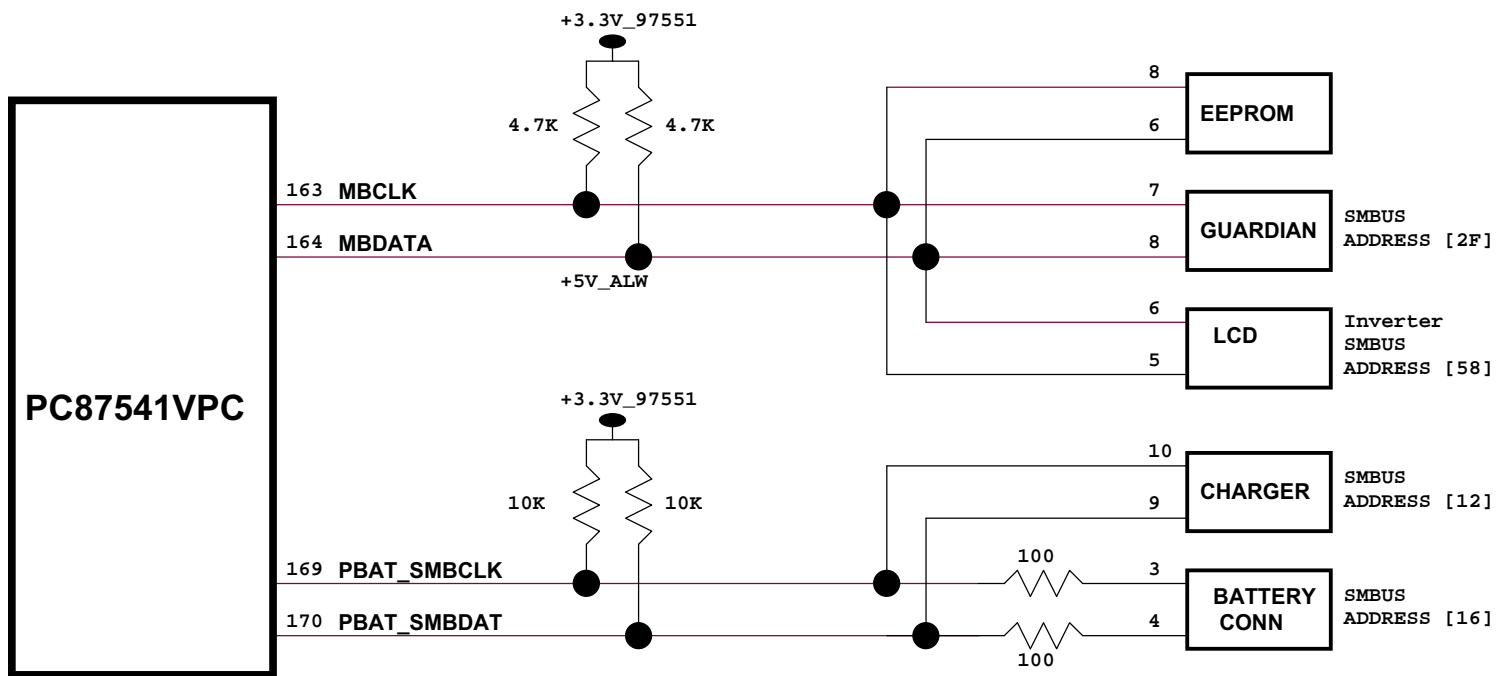 +3.3V_97551
8
EEPROM
6
4.7K
4.7K
163 MBCLK
7
GUARDIAN
SMBUS
ADDRESS [2F]
164 MBDATA
8
+5V_ALW
6
LCD
Inverter
SMBUS
ADDRESS [58]
5
PC87541VPC
+3.3V_97551
10
CHARGER
SMBUS
ADDRESS [12]
9
10K
10K
169 PBAT_SMBCLK
100
3
BATTERY
CONN
SMBUS
ADDRESS [16]
170 PBAT_SMBDAT
4
100